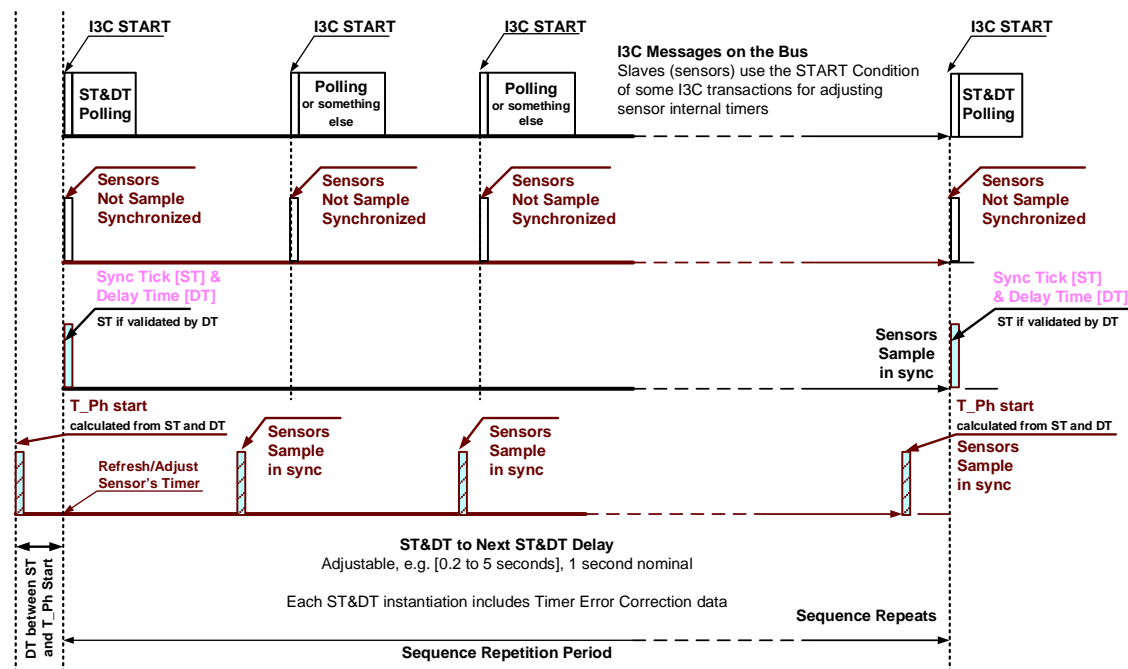 I3C START
I3C START
I3C START
I3C START
I3C Messages on the Bus
Slaves (sensors) use the START Condition
of some I3C transactions for adjusting
sensor internal timers
ST&DT
Polling
Polling
or something
else
Polling
or something
else
ST&DT
Polling
Sensors
Not Sample
Synchronized
Sensors
Not Sample
Synchronized
Sensors
Not Sample
Synchronized
Sensors
Not Sample
Synchronized
Sync Tick [ST] &
Delay Time [DT]
ST if validated by DT
Sensors
Sample
in sync
Sync Tick [ST]
& Delay Time [DT]
ST if validated by DT
T_Ph start
calculated from ST and DT
Refresh/Adjust
Sensor's Timer
Sensors
Sample
in sync
Sensors
Sample
in sync
T_Ph start
calculated from ST and DT
Sensors
Sample
in sync
DT between ST
and T_Ph Start
ST&DT to Next ST&DT Delay
Adjustable, e.g. [0.2 to 5 seconds], 1 second nominal
Each ST&DT instantiation includes Timer Error Correction data
Sequence Repeats
Sequence Repetition Period